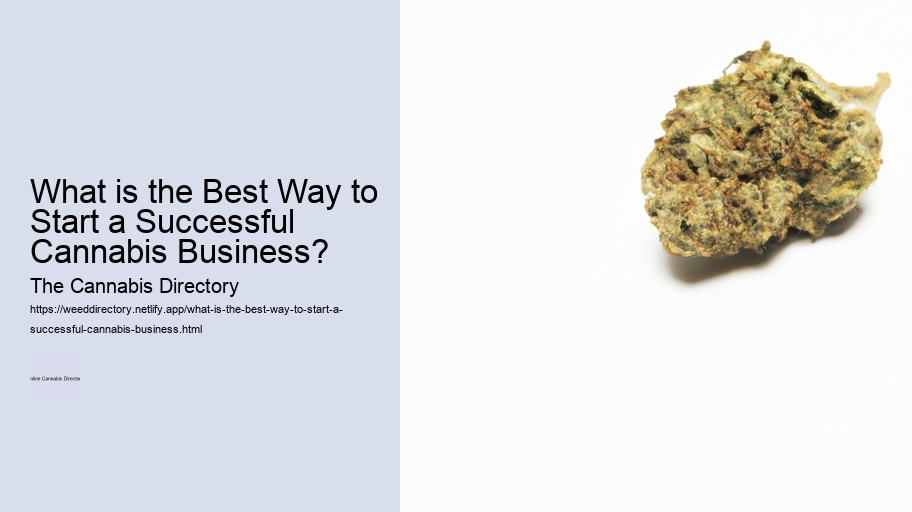 What is the Best Way to
Start a Successful
Cannabis Business?
The Cannabis Directory
https://weeddirectory.netlify.app/what-is-the-best-way-to-start-a-
successful-cannabis-business.html
nline Cannabis Directo